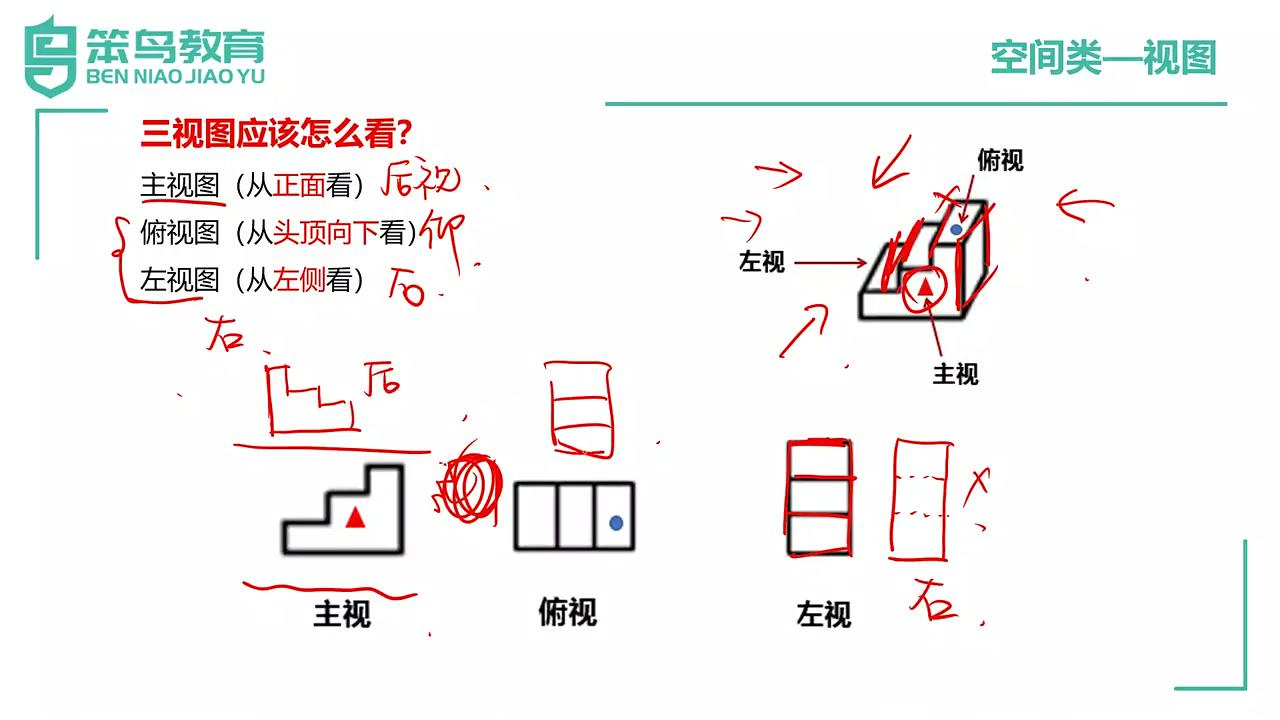 笨鸟教育
BEN NIAO JIAO YU
空间类—视图
三视图应该怎么看?
主视图（从正面看） 后视
俯视图（从头顶向下看) 仰
左视图（从左侧看） 右
右
后
俯视
左视
主视
主视
俯视
左视
右